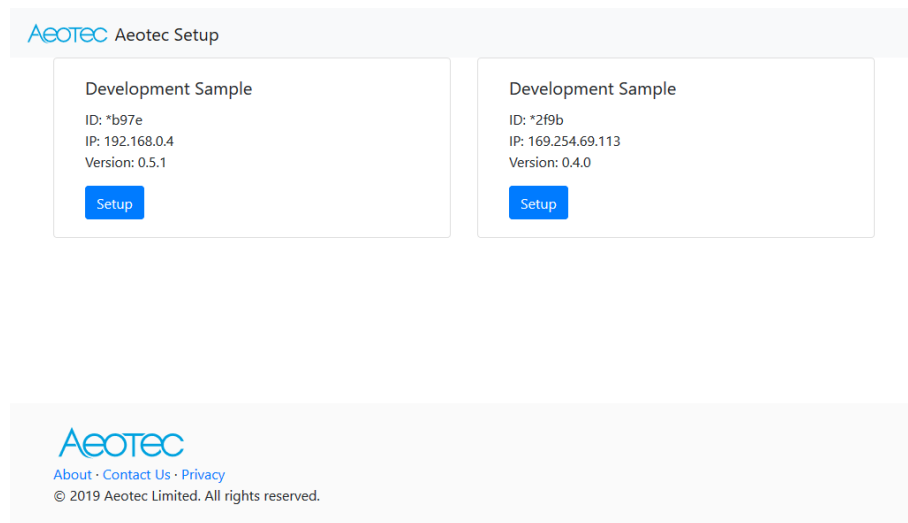 Aeotec Aeotec Setup
Development Sample
ID: *b97e
IP: 192.168.0.4
Version: 0.5.1
Setup
Development Sample
ID: *2f9b
IP: 169.254.69.113
Version: 0.4.0
Setup
Aeotec
About · Contact Us · Privacy
© 2019 Aeotec Limited. All rights reserved.